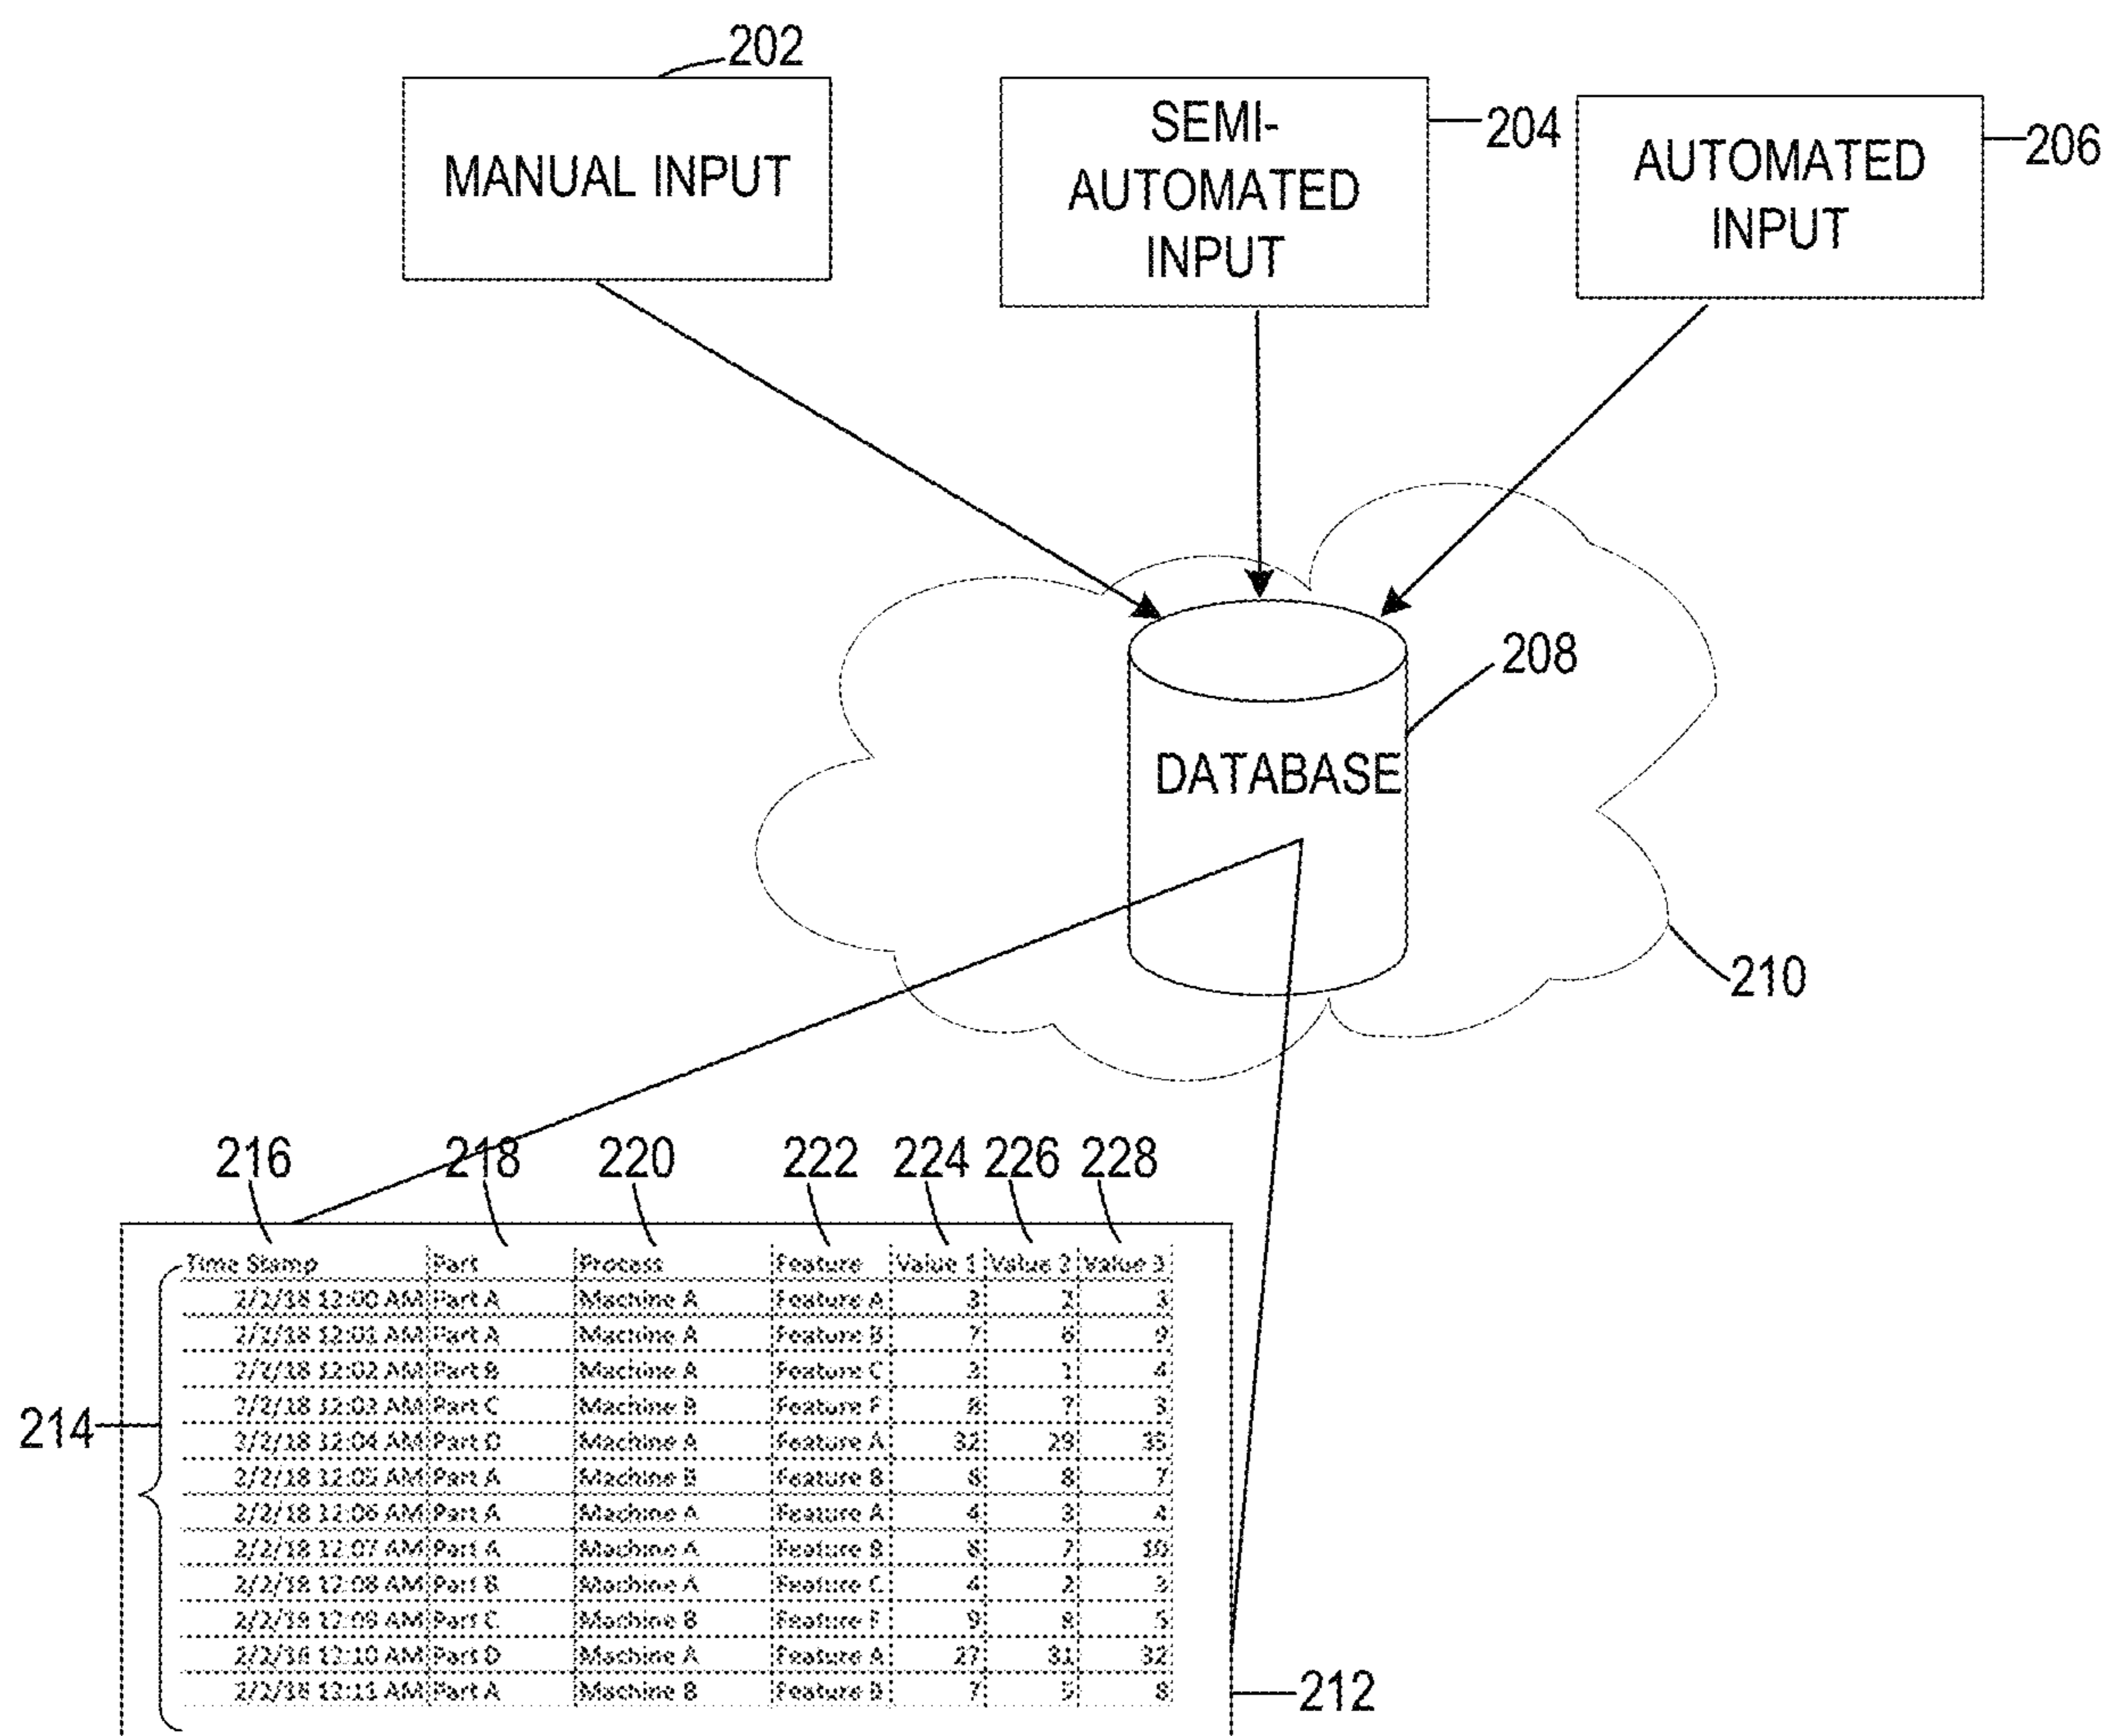 202
MANUAL INPUT
SEMI-
AUTOMATED
INPUT
204
AUTOMATED
INPUT
206
208
DATABASE
210
216 218 220 222 224 226 228
Time Stamp Part Process Feature Value 1 Value 2 Value 3
2/2/18 12:00 AM Part A Machine A Feature A 3 2 3
2/2/18 12:01 AM Part A Machine A Feature B 7 6 9
2/2/18 12:02 AM Part B Machine A Feature C 1 4
2/2/18 12:03 AM Part C Machine B Feature F 8 7 3
2/2/18 12:04 AM Part D Machine A Feature A 32 29 35
2/2/18 12:05 AM Part A Machine B Feature B 6 8 7
2/2/18 12:06 AM Part A Machine A Feature A 4 3 4
2/2/18 12:07 AM Part A Machine A Feature B 8 7 10
2/2/18 12:08 AM Part B Machine A Feature C 4 2 3
2/2/18 12:09 AM Part C Machine B Feature F 9 8 5
2/2/18 12:10 AM Part D Machine A Feature A 27 31 32
2/2/18 12:11 AM Part A Machine B Feature B 7 5 8
214
212